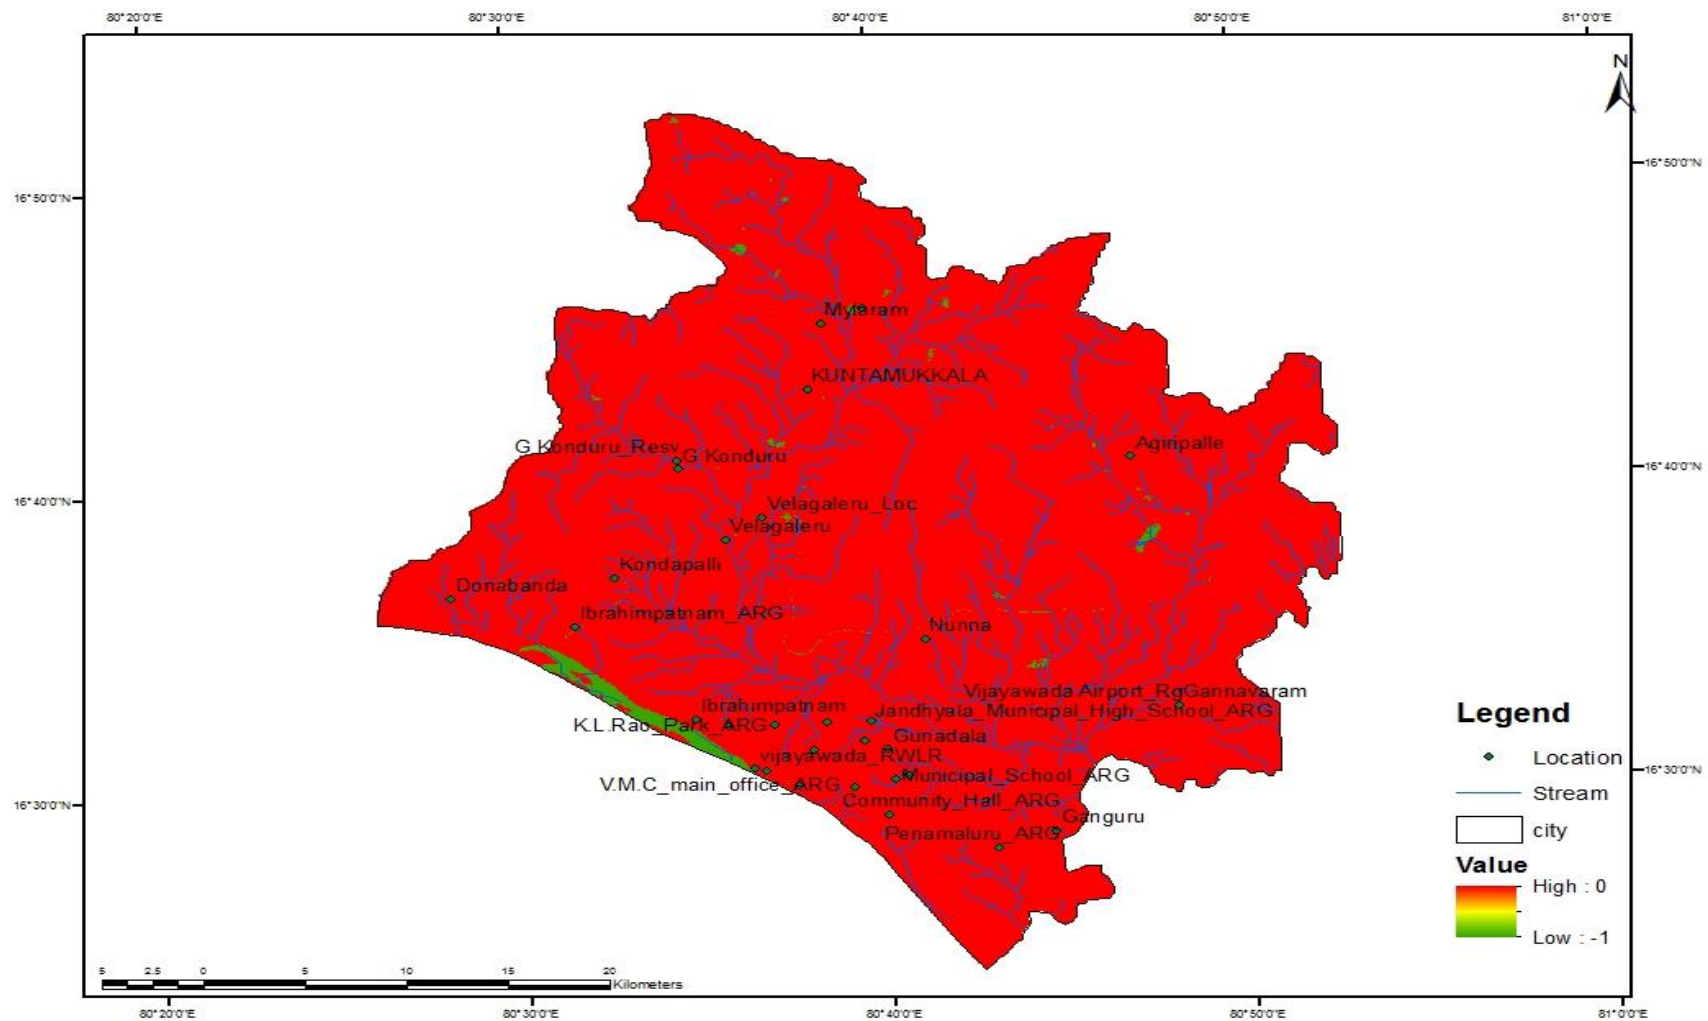 80°20'0"E 80°30'0"E 80°40'0"E 80°50'0"E 81°0'0"E
N
16°50'0"N
16°50'0"N
Mylaram
KUNTAMUKKALA
Agiripalle
G Konduru_Resv
G Konduru
16°40'0"N
16°40'0"N
Velagaleru_Loc
Velagaleru
Kondapalli
Donabanda
Ibrahimpatnam_ARG
Nunna
Vijayawada Airport_Rg
Gannavaram
Ibrahimpatnam
Jandhyala_Municipal_High_School_ARG
K.L.Rao_Park_ARG
Gunadala
vijayawada_RWLR
16°30'0"N
Municipal_School_ARG
V.M.C_main_office_ARG
Community_Hall_ARG
16°30'0"N
Ganguru
Penamaluru_ARG
Legend
Location
Stream
city
Value
High : 0
Low : -1
5 2.5 0 5 10 15 20
Kilometers
80°20'0"E 80°30'0"E 80°40'0"E 80°50'0"E 81°0'0"E